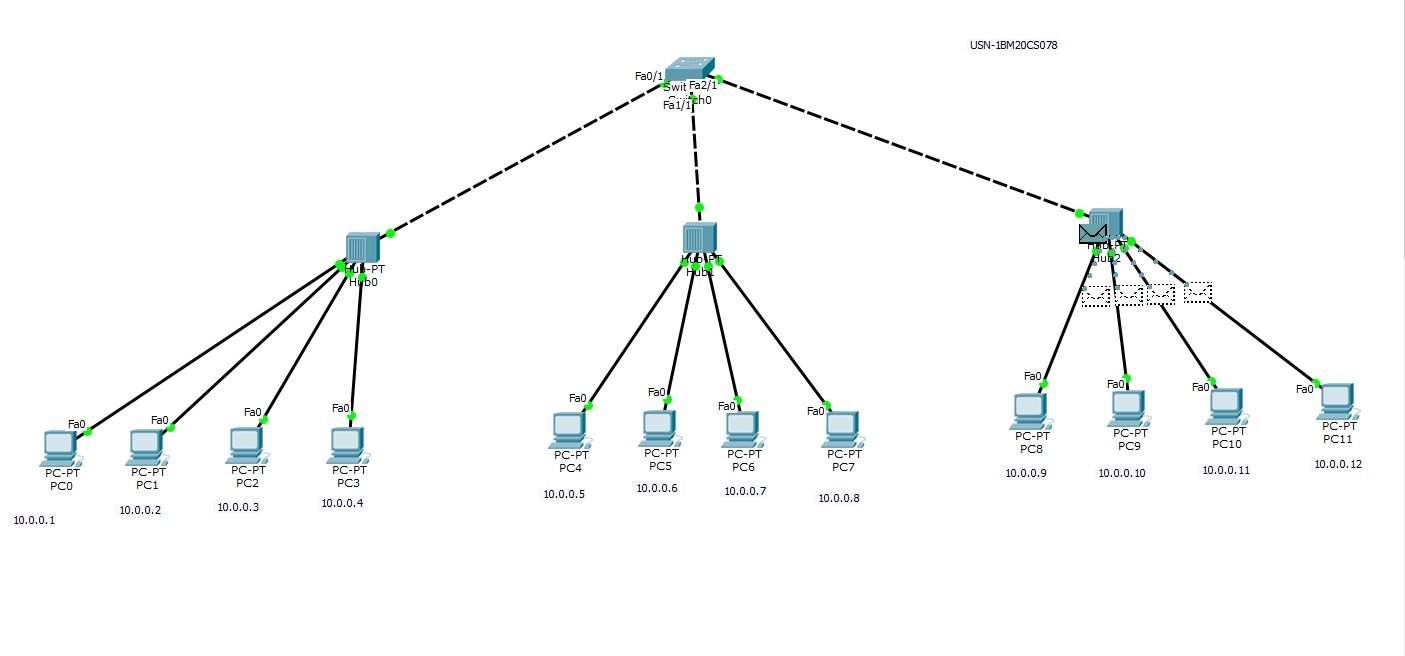 USN-1BM20CS078
Fa0/1
Fa2/1
Fa1/1
Hub-PT
Hub0
Hub-PT
Hub1
Hub-PT
Hub2
Fa0
Fa0
Fa0
Fa0
Fa0
Fa0
Fa0
Fa0
Fa0
Fa0
Fa0
Fa0
PC-PT
PC0
PC-PT
PC1
PC-PT
PC2
PC-PT
PC3
PC-PT
PC4
PC-PT
PC5
PC-PT
PC6
PC-PT
PC7
PC-PT
PC8
PC-PT
PC9
PC-PT
PC10
PC-PT
PC11
10.0.0.1
10.0.0.2
10.0.0.3
10.0.0.4
10.0.0.5
10.0.0.6
10.0.0.7
10.0.0.8
10.0.0.9
10.0.0.10
10.0.0.11
10.0.0.12